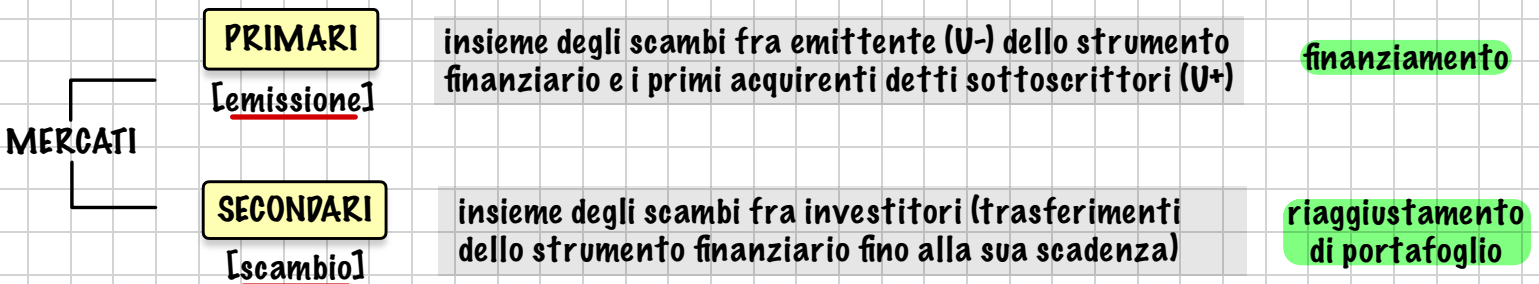 MERCATI
PRIMARI
[emissione]
insieme degli scambi fra emittente (U-) dello strumento
finanziario e i primi acquirenti detti sottoscrittori (U+)
finanziamento
SECONDARI
[scambio]
insieme degli scambi fra investitori (trasferimenti
dello strumento finanziario fino alla sua scadenza)
riaggiustamento
di portafoglio